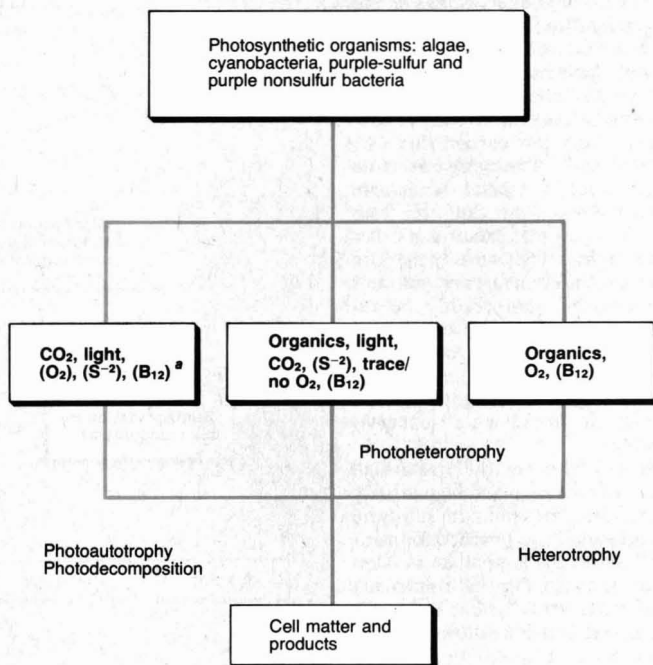 Photosynthetic organisms: algae,
cyanobacteria, purple-sulfur and
purple nonsulfur bacteria
CO₂, light,
(O₂), (S⁻²), (B₁₂) ᵃ
Organics, light,
CO₂, (S⁻²), trace/
no O₂, (B₁₂)
Organics,
O₂, (B₁₂)
Photoheterotrophy
Photoautotrophy
Photodecomposition
Heterotrophy
Cell matter and
products